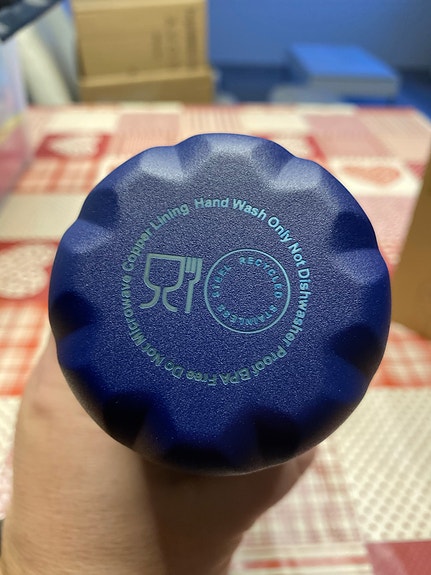 Hand Wash Only Not Dishwasher Proof BPA Free Do Not Microwave Copper Lining
RECYCLED STAINLESS STEEL